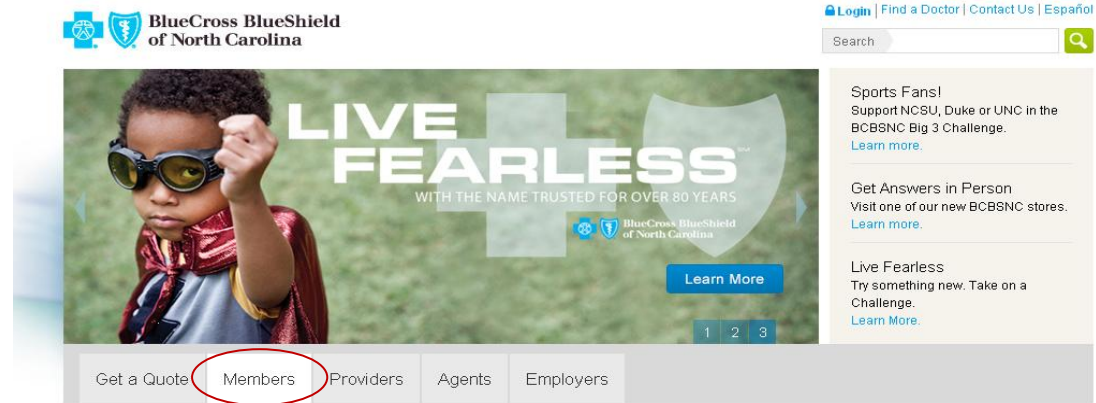 BlueCross BlueShield
of North Carolina
Login | Find a Doctor | Contact Us | Español
Search
LIVE
FEARLESS℠
WITH THE NAME TRUSTED FOR OVER 80 YEARS
BlueCross BlueShield
of North Carolina
Learn More
1 2 3
Sports Fans!
Support NCSU, Duke or UNC in the
BCBSNC Big 3 Challenge.
Learn more.
Get Answers in Person
Visit one of our new BCBSNC stores.
Learn more.
Live Fearless
Try something new. Take on a
Challenge.
Learn More.
Get a Quote Members Providers Agents Employers